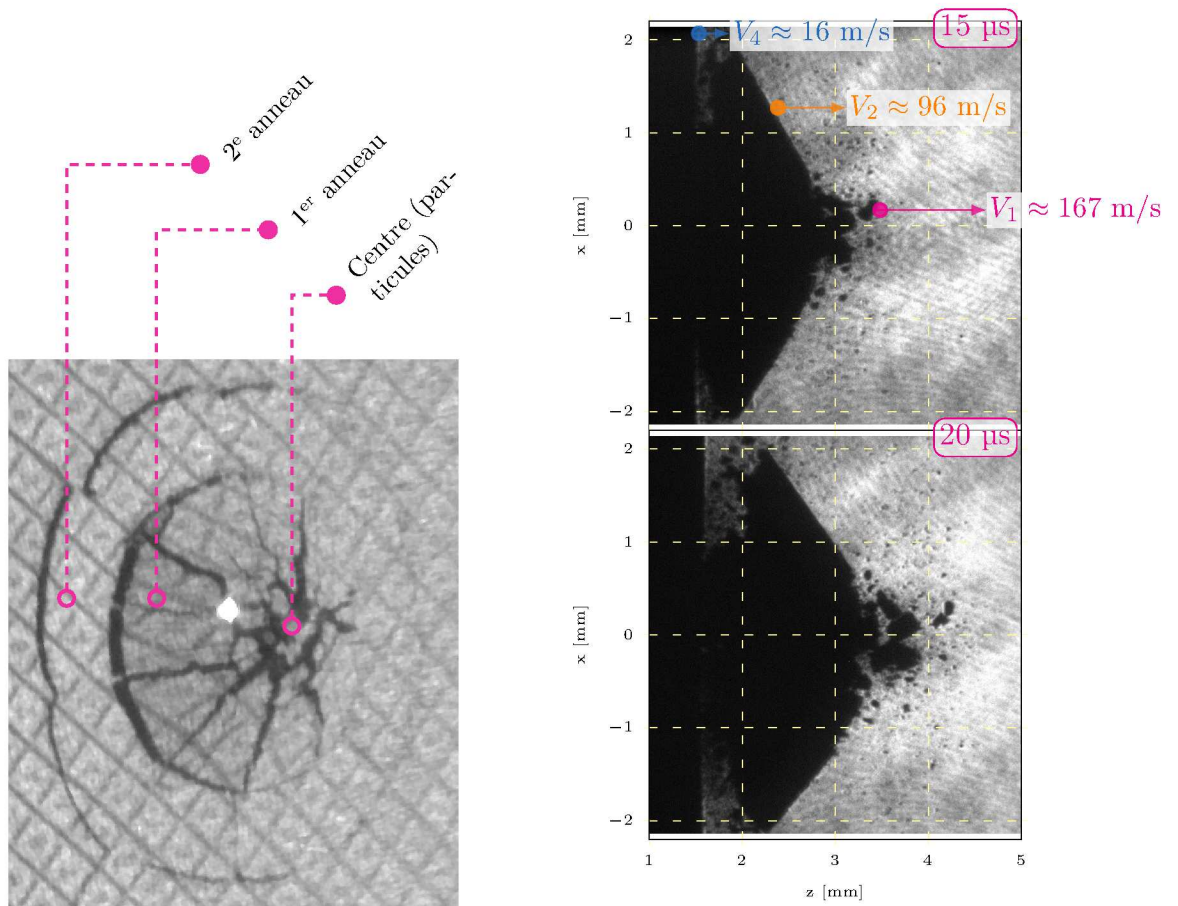 2e anneau
1er anneau
Centre (par-
ticules)
15 µs
V4 ≈ 16 m/s
V2 ≈ 96 m/s
V1 ≈ 167 m/s
2
1
0
−1
−2
x [mm]
20 µs
2
1
0
−1
−2
x [mm]
1 2 3 4 5
z [mm]